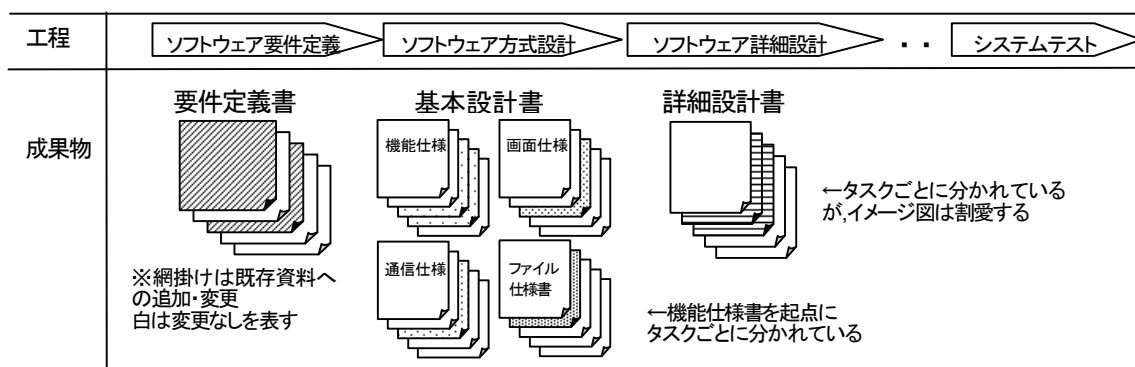 工程
ソフトウェア要件定義
ソフトウェア方式設計
ソフトウェア詳細設計
・・
システムテスト
成果物
要件定義書
基本設計書
詳細設計書
機能仕様
画面仕様
通信仕様
ファイル
仕様書
※網掛けは既存資料へ
の追加・変更
白は変更なしを表す
←タスクごとに分かれている
が,イメージ図は割愛する
←機能仕様書を起点に
タスクごとに分かれている